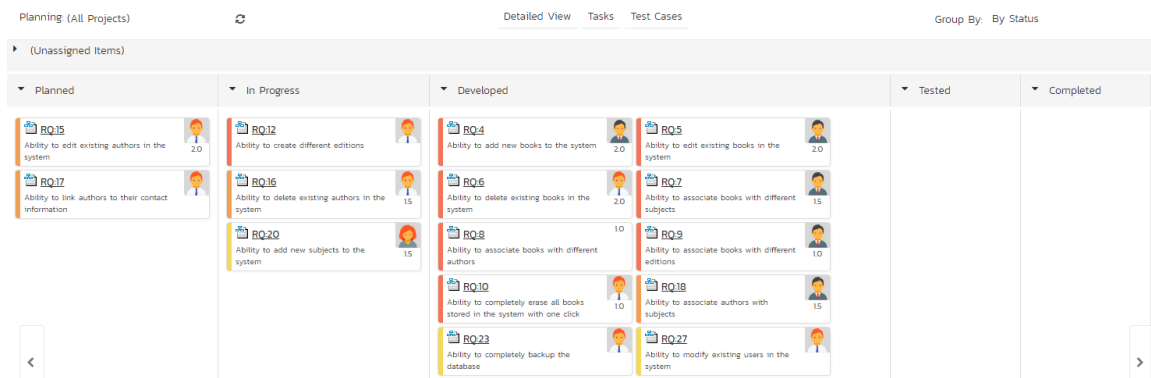 Planning: (All Projects)
Detailed View Tasks Test Cases
Group By: By Status
(Unassigned Items)
Planned
In Progress
Developed
Tested
Completed
RQ:15
Ability to edit existing authors in the
system
2.0
RQ:17
Ability to link authors to their contact
information
RQ:12
Ability to create different editions
RQ:16
Ability to delete existing authors in the
system
1.5
RQ:20
Ability to add new subjects to the
system
1.5
RQ:4
Ability to add new books to the system
2.0
RQ:5
Ability to edit existing books in the
system
2.0
RQ:6
Ability to delete existing books in the
system
2.0
RQ:7
Ability to associate books with different
subjects
1.5
RQ:8
Ability to associate books with different
authors
1.0
RQ:9
Ability to associate books with different
editions
1.0
RQ:10
Ability to completely erase all books
stored in the system with one click
1.0
RQ:18
Ability to associate authors with
subjects
1.5
RQ:23
Ability to completely backup the
database
RQ:27
Ability to modify existing users in the
system